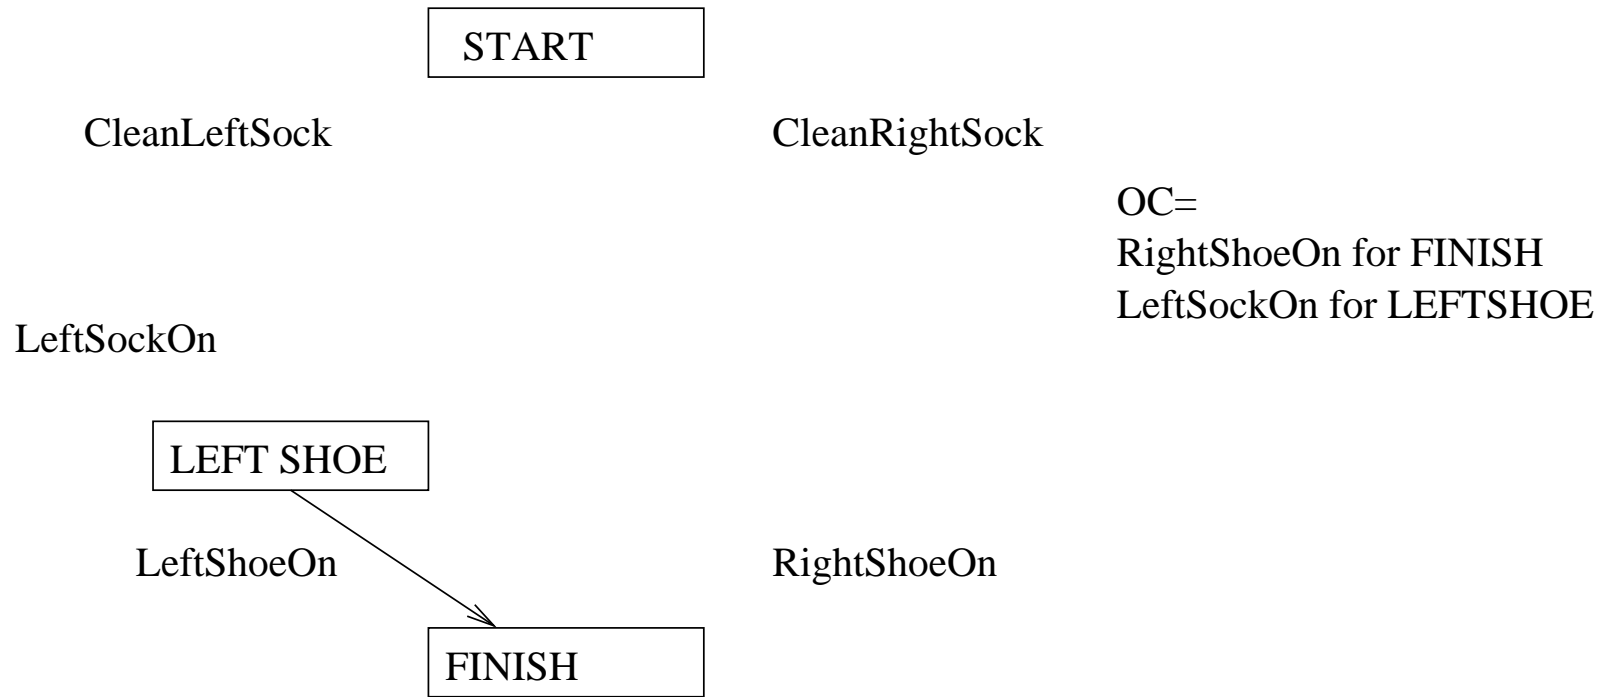 START
CleanLeftSock
CleanRightSock
OC=
RightShoeOn for FINISH
LeftSockOn for LEFTSHOE
LeftSockOn
LEFT SHOE
LeftShoeOn
RightShoeOn
FINISH